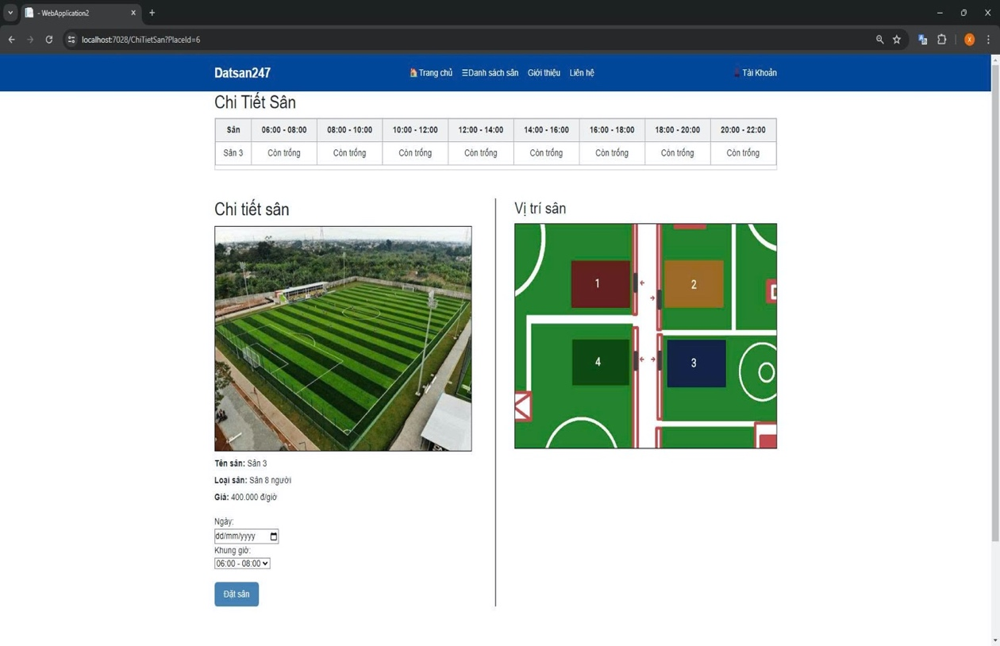 - WebApplication2
localhost:7028/ChiTietSan?PlaceId=6
X
Datsan247
Trang chủ
☰Danh sách sân
Giới thiệu
Liên hệ
Tài Khoản
Chi Tiết Sân
Sân 06:00 - 08:00 08:00 - 10:00 10:00 - 12:00 12:00 - 14:00 14:00 - 16:00 16:00 - 18:00 18:00 - 20:00 20:00 - 22:00
Sân 3 Còn trống Còn trống Còn trống Còn trống Còn trống Còn trống Còn trống Còn trống
Chi tiết sân
Tên sân: Sân 3
Loại sân: Sân 8 người
Giá: 400.000 đ/giờ
Ngày:
dd/mm/yyyy
Khung giờ:
06:00 - 08:00
Đặt sân
Vị trí sân
1
2
4
3